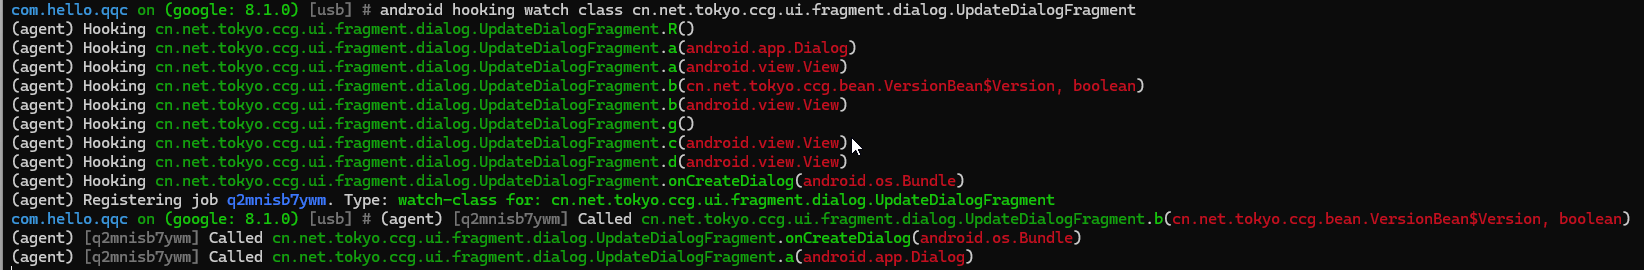 com.hello.qqc on (google: 8.1.0) [usb] # android hooking watch class cn.net.tokyo.ccg.ui.fragment.dialog.UpdateDialogFragment
(agent) Hooking cn.net.tokyo.ccg.ui.fragment.dialog.UpdateDialogFragment.R()
(agent) Hooking cn.net.tokyo.ccg.ui.fragment.dialog.UpdateDialogFragment.a(android.app.Dialog)
(agent) Hooking cn.net.tokyo.ccg.ui.fragment.dialog.UpdateDialogFragment.a(android.view.View)
(agent) Hooking cn.net.tokyo.ccg.ui.fragment.dialog.UpdateDialogFragment.b(cn.net.tokyo.ccg.bean.VersionBean$Version, boolean)
(agent) Hooking cn.net.tokyo.ccg.ui.fragment.dialog.UpdateDialogFragment.b(android.view.View)
(agent) Hooking cn.net.tokyo.ccg.ui.fragment.dialog.UpdateDialogFragment.g()
(agent) Hooking cn.net.tokyo.ccg.ui.fragment.dialog.UpdateDialogFragment.c(android.view.View)
(agent) Hooking cn.net.tokyo.ccg.ui.fragment.dialog.UpdateDialogFragment.d(android.view.View)
(agent) Hooking cn.net.tokyo.ccg.ui.fragment.dialog.UpdateDialogFragment.onCreateDialog(android.os.Bundle)
(agent) Registering job q2mnisb7ywm. Type: watch-class for: cn.net.tokyo.ccg.ui.fragment.dialog.UpdateDialogFragment
com.hello.qqc on (google: 8.1.0) [usb] # (agent) [q2mnisb7ywm] Called cn.net.tokyo.ccg.ui.fragment.dialog.UpdateDialogFragment.b(cn.net.tokyo.ccg.bean.VersionBean$Version, boolean)
(agent) [q2mnisb7ywm] Called cn.net.tokyo.ccg.ui.fragment.dialog.UpdateDialogFragment.onCreateDialog(android.os.Bundle)
(agent) [q2mnisb7ywm] Called cn.net.tokyo.ccg.ui.fragment.dialog.UpdateDialogFragment.a(android.app.Dialog)